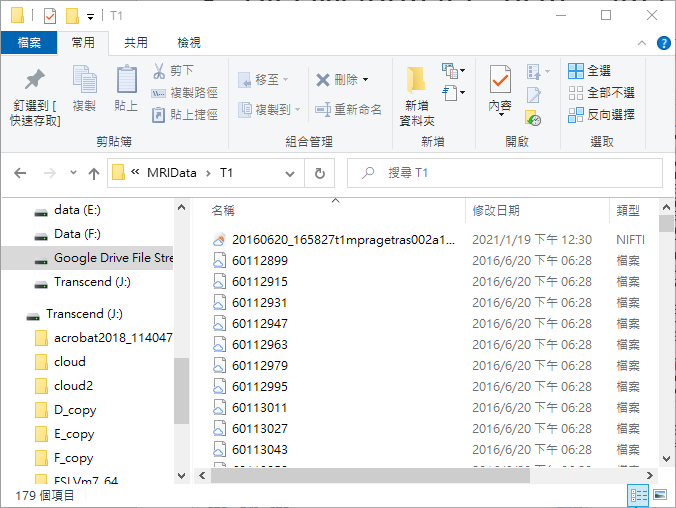 T1
檔案 常用 共用 檢視
釘選到 [快速存取]
複製
貼上
剪下
複製路徑
貼上捷徑
剪貼簿
移至
複製到
刪除
重新命名
組合管理
新增資料夾
新增
內容
開啟
全選
全部不選
反向選擇
選取
« MRIData › T1
搜尋 T1
data (E:)
Data (F:)
Google Drive File Stre
Transcend (J:)
Transcend (J:)
acrobat2018_114047
cloud
cloud2
D_copy
E_copy
F_copy
FSLVm7_64
名稱 修改日期 類型
20160620_165827t1mpragetras002a1... 2021/1/19 下午 12:30 NIFTI
60112899 2016/6/20 下午 06:28 檔案
60112915 2016/6/20 下午 06:28 檔案
60112931 2016/6/20 下午 06:28 檔案
60112947 2016/6/20 下午 06:28 檔案
60112963 2016/6/20 下午 06:28 檔案
60112979 2016/6/20 下午 06:28 檔案
60112995 2016/6/20 下午 06:28 檔案
60113011 2016/6/20 下午 06:28 檔案
60113027 2016/6/20 下午 06:28 檔案
60113043 2016/6/20 下午 06:28 檔案
179 個項目